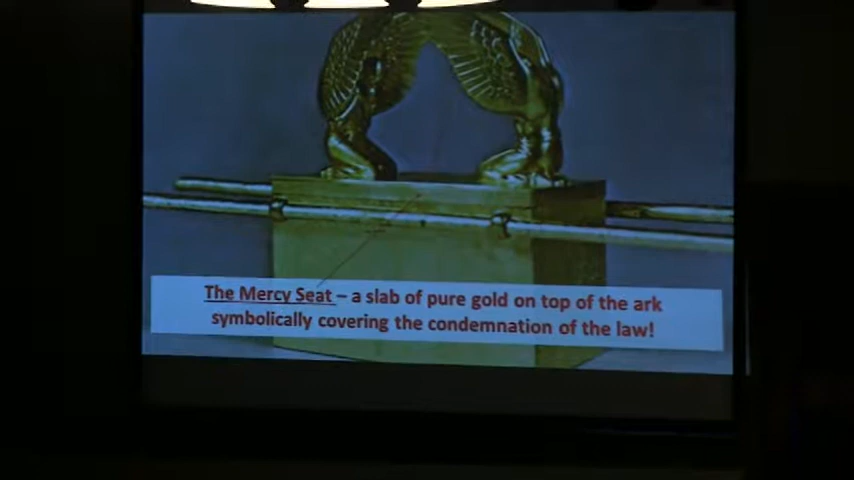 The Mercy Seat – a slab of pure gold on top of the ark
symbolically covering the condemnation of the law!